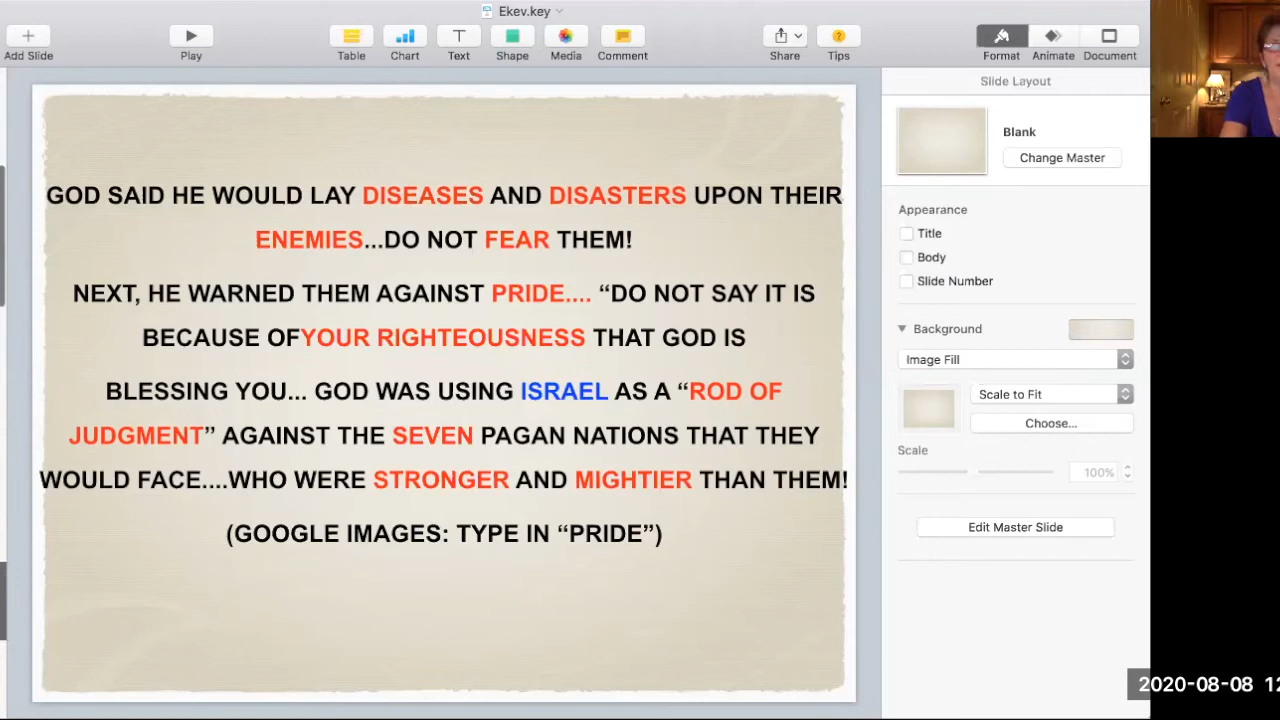 Ekev.key
Add Slide
Play
Table
Chart
Text
Shape
Media
Comment
Share
Tips
Format
Animate
Document
GOD SAID HE WOULD LAY DISEASES AND DISASTERS UPON THEIR
ENEMIES...DO NOT FEAR THEM!
NEXT, HE WARNED THEM AGAINST PRIDE.... “DO NOT SAY IT IS
BECAUSE OFYOUR RIGHTEOUSNESS THAT GOD IS
BLESSING YOU... GOD WAS USING ISRAEL AS A “ROD OF
JUDGMENT” AGAINST THE SEVEN PAGAN NATIONS THAT THEY
WOULD FACE....WHO WERE STRONGER AND MIGHTIER THAN THEM!
(GOOGLE IMAGES: TYPE IN “PRIDE”)
Slide Layout
Blank
Change Master
Appearance
Title
Body
Slide Number
Background
Image Fill
Scale to Fit
Choose...
Scale
100%
Edit Master Slide
2020-08-08 12